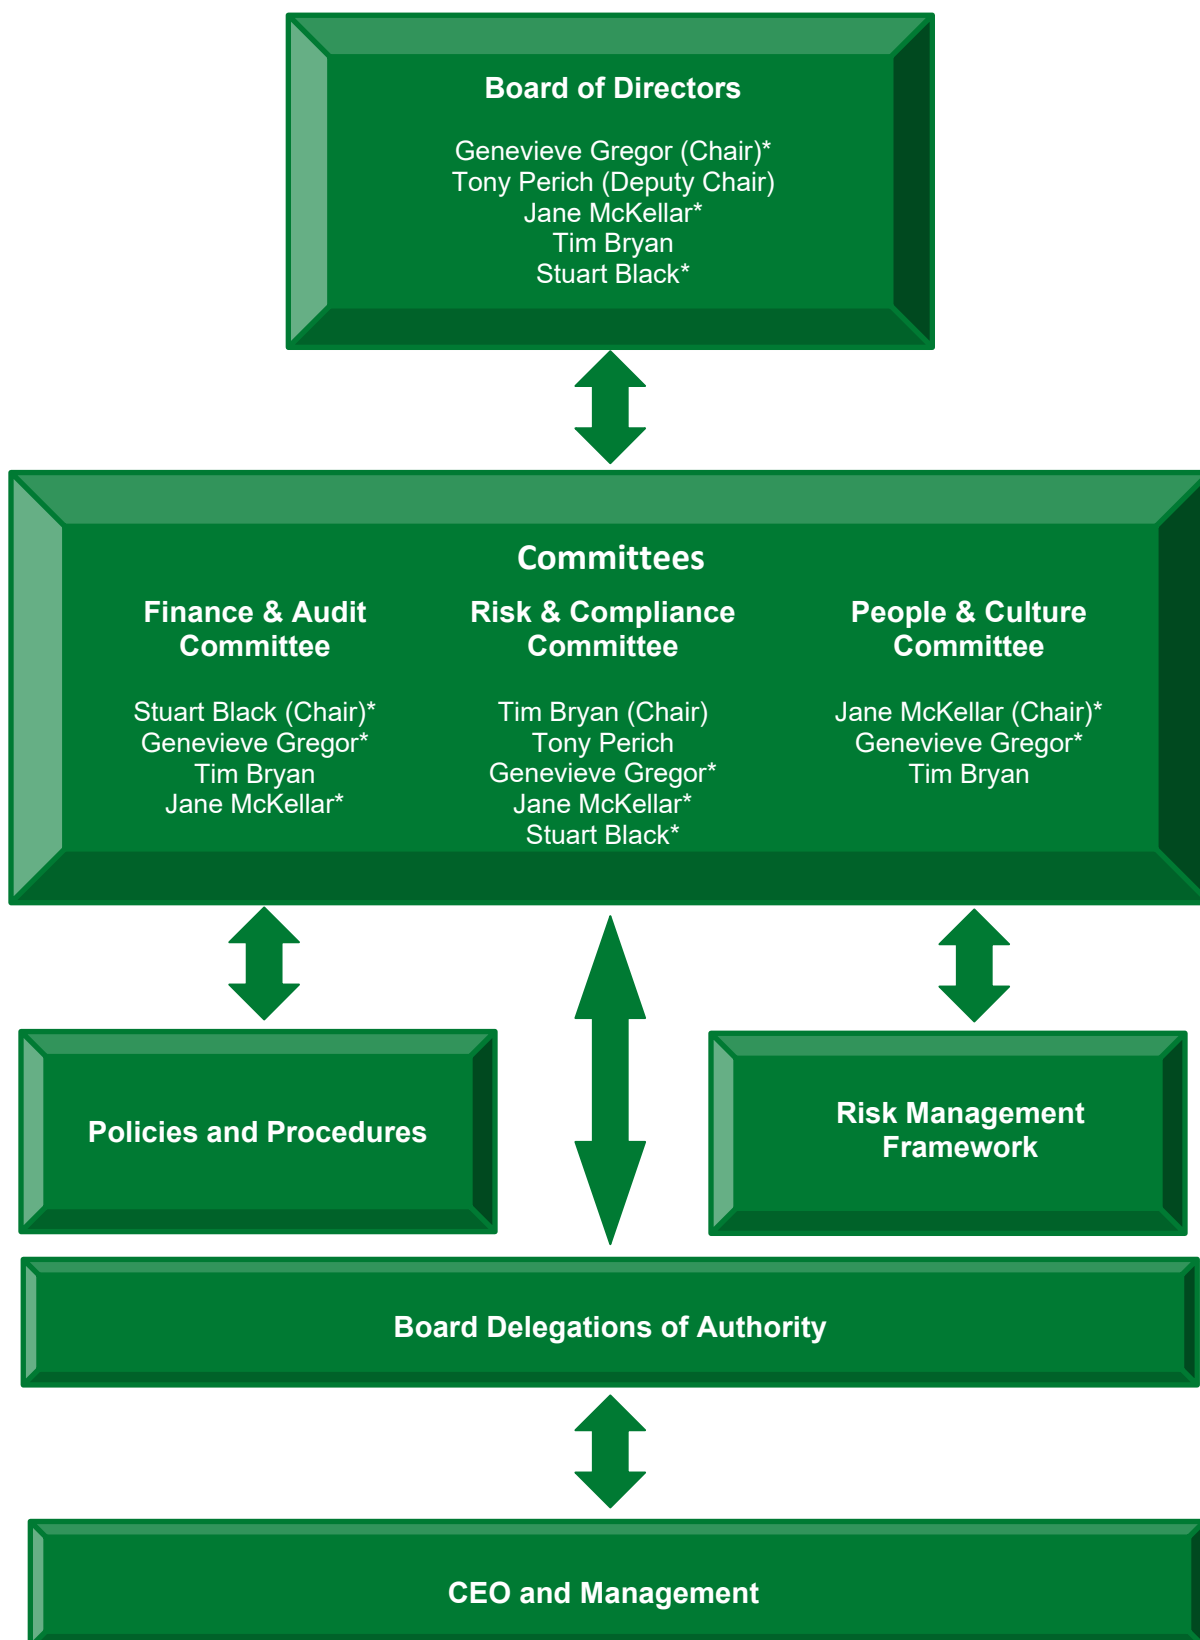 Board of Directors
Genevieve Gregor (Chair)*
Tony Perich (Deputy Chair)
Jane McKellar*
Tim Bryan
Stuart Black*
Committees
Finance & Audit
Committee
Stuart Black (Chair)*
Genevieve Gregor*
Tim Bryan
Jane McKellar*
Risk & Compliance
Committee
Tim Bryan (Chair)
Tony Perich
Genevieve Gregor*
Jane McKellar*
Stuart Black*
People & Culture
Committee
Jane McKellar (Chair)*
Genevieve Gregor*
Tim Bryan
Policies and Procedures
Risk Management
Framework
Board Delegations of Authority
CEO and Management